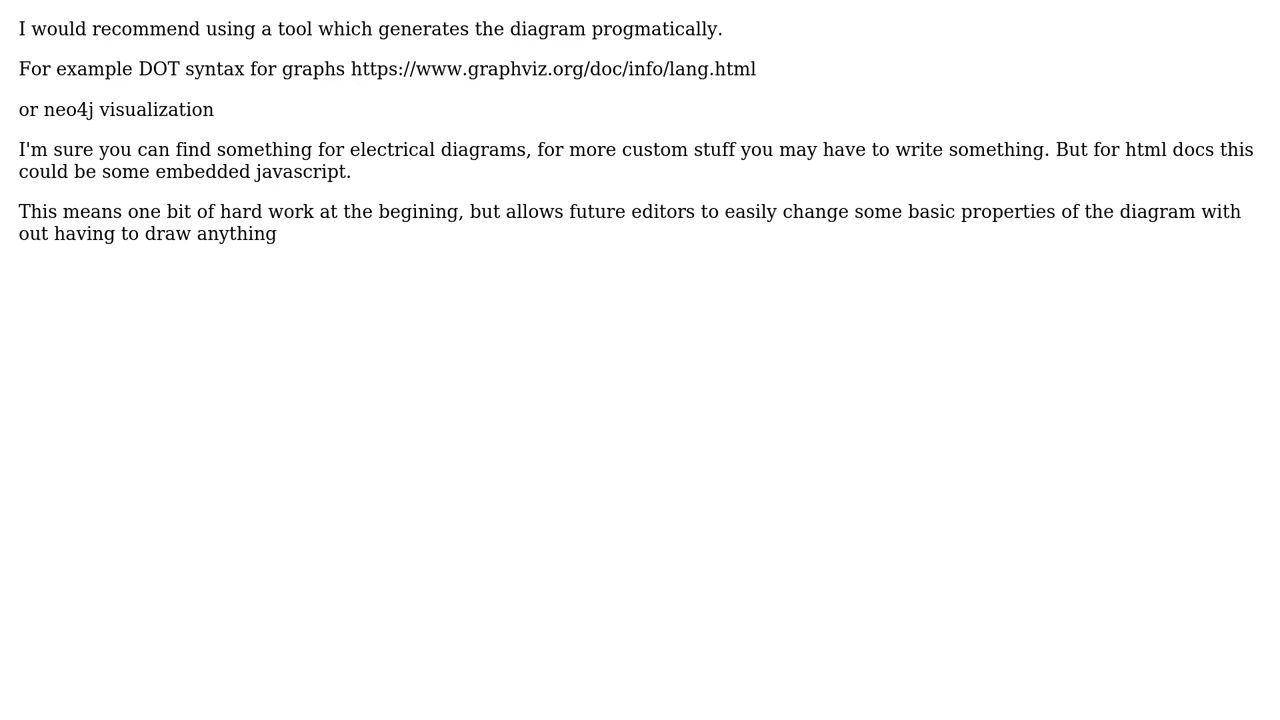 I would recommend using a tool which generates the diagram progmatically.
For example DOT syntax for graphs https://www.graphviz.org/doc/info/lang.html
or neo4j visualization
I'm sure you can find something for electrical diagrams, for more custom stuff you may have to write something. But for html docs this
could be some embedded javascript.
This means one bit of hard work at the begining, but allows future editors to easily change some basic properties of the diagram with
out having to draw anything